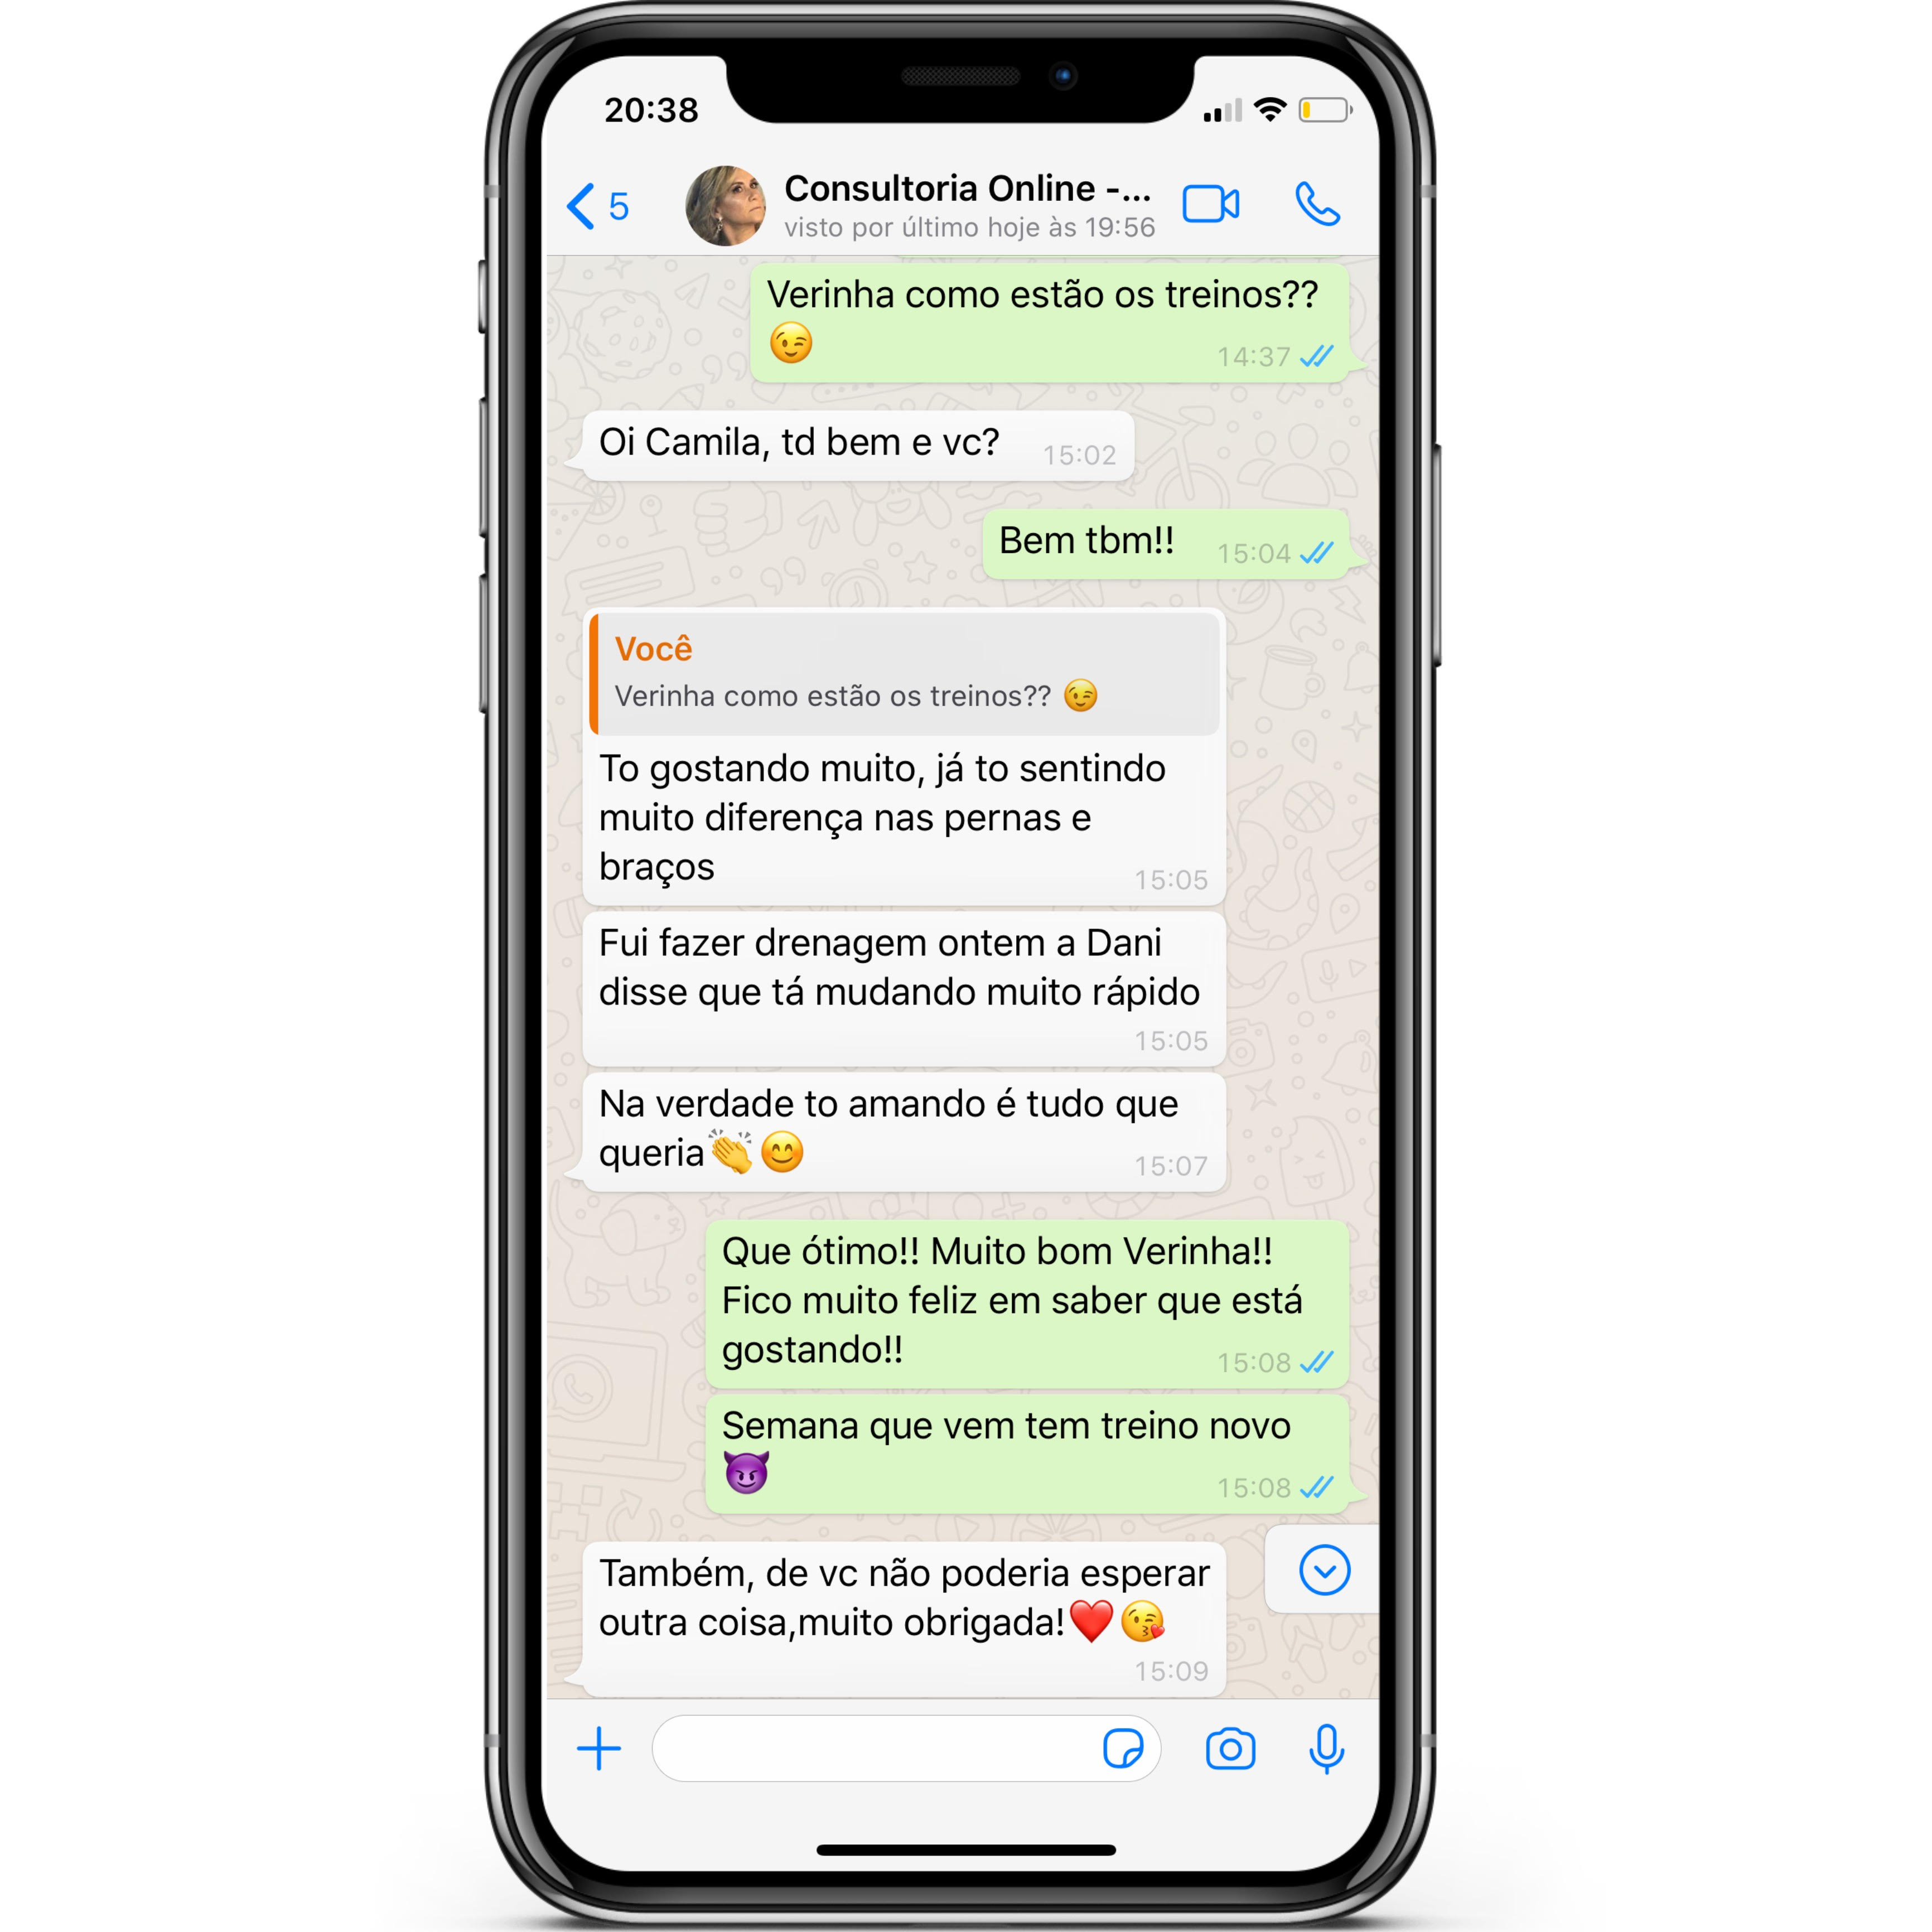 20:38
5
Consultoria Online -...
visto por último hoje às 19:56
Verinha como estão os treinos??
😉
14:37
Oi Camila, td bem e vc?
15:02
Bem tbm!!
15:04
Você
Verinha como estão os treinos?? 😉
To gostando muito, já to sentindo
muito diferença nas pernas e
braços
15:05
Fui fazer drenagem ontem a Dani
disse que tá mudando muito rápido
15:05
Na verdade to amando é tudo que
queria👏😊
15:07
Que ótimo!! Muito bom Verinha!!
Fico muito feliz em saber que está
gostando!!
15:08
Semana que vem tem treino novo
😈
15:08
Também, de vc não poderia esperar
outra coisa,muito obrigada!❤️😘
15:09